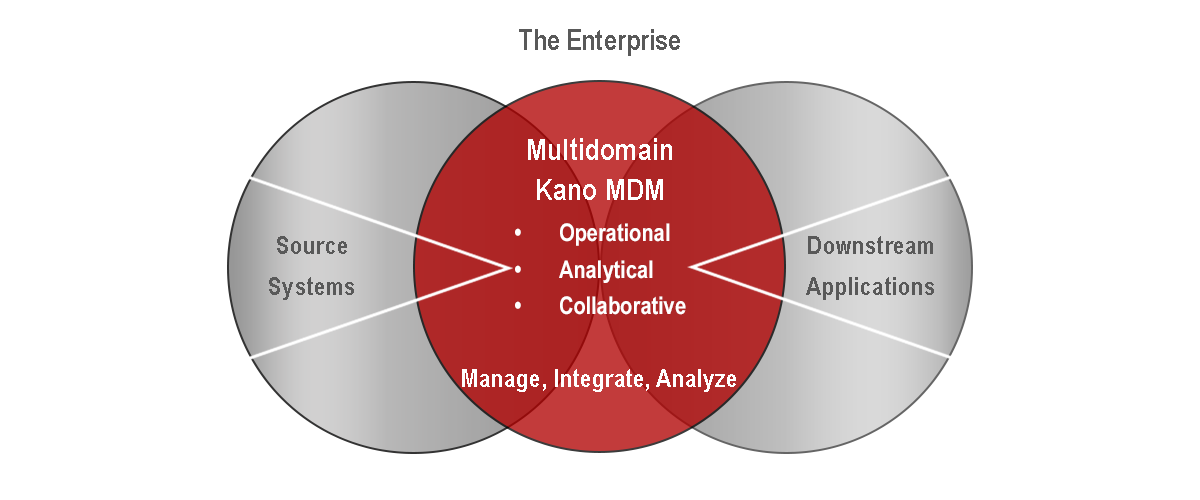 The Enterprise
Multidomain
Kano MDM
• Operational
• Analytical
• Collaborative
Manage, Integrate, Analyze
Source
Systems
Downstream
Applications